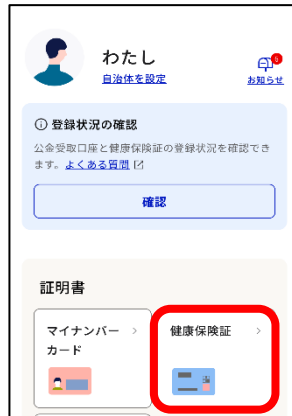 わたし
自治体を設定
お知らせ
登録状況の確認
公金受取口座と健康保険証の登録状況を確認でき
ます。よくある質問
確認
証明書
マイナンバー
カード
健康保険証